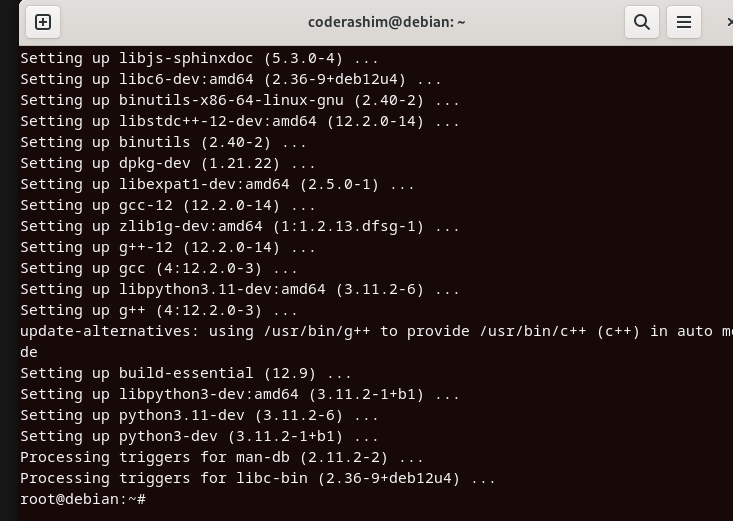 coderashim@debian: ~
Setting up libjs-sphinxdoc (5.3.0-4) ...
Setting up libc6-dev:amd64 (2.36-9+deb12u4) ...
Setting up binutils-x86-64-linux-gnu (2.40-2) ...
Setting up libstdc++-12-dev:amd64 (12.2.0-14) ...
Setting up binutils (2.40-2) ...
Setting up dpkg-dev (1.21.22) ...
Setting up libexpat1-dev:amd64 (2.5.0-1) ...
Setting up gcc-12 (12.2.0-14) ...
Setting up zlib1g-dev:amd64 (1:1.2.13.dfsg-1) ...
Setting up g++-12 (12.2.0-14) ...
Setting up gcc (4:12.2.0-3) ...
Setting up libpython3.11-dev:amd64 (3.11.2-6) ...
Setting up g++ (4:12.2.0-3) ...
update-alternatives: using /usr/bin/g++ to provide /usr/bin/c++ (c++) in auto mo
de
Setting up build-essential (12.9) ...
Setting up libpython3-dev:amd64 (3.11.2-1+b1) ...
Setting up python3.11-dev (3.11.2-6) ...
Setting up python3-dev (3.11.2-1+b1) ...
Processing triggers for man-db (2.11.2-2) ...
Processing triggers for libc-bin (2.36-9+deb12u4) ...
root@debian:~#